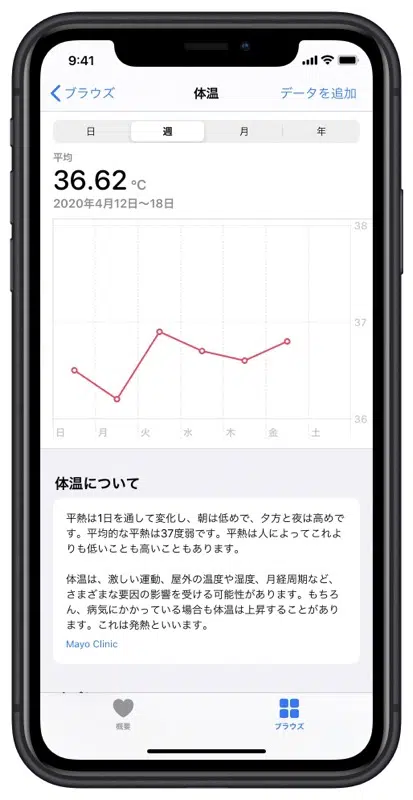 9:41
ブラウズ 体温 データを追加
日 週 月 年
平均
36.62 °C
2020年4月12日〜18日
38
37
36
日 月 火 水 木 金 土
体温について
平熱は1日を通して変化し、朝は低めで、夕方と夜は高めで
す。平均的な平熱は37度弱です。平熱は人によってこれよ
りも低いことも高いこともあります。
体温は、激しい運動、屋外の温度や湿度、月経周期など、
さまざまな要因の影響を受ける可能性があります。もちろ
ん、病気にかかっている場合も体温は上昇することがあり
ます。これは発熱といいます。
Mayo Clinic
概要 ブラウズ